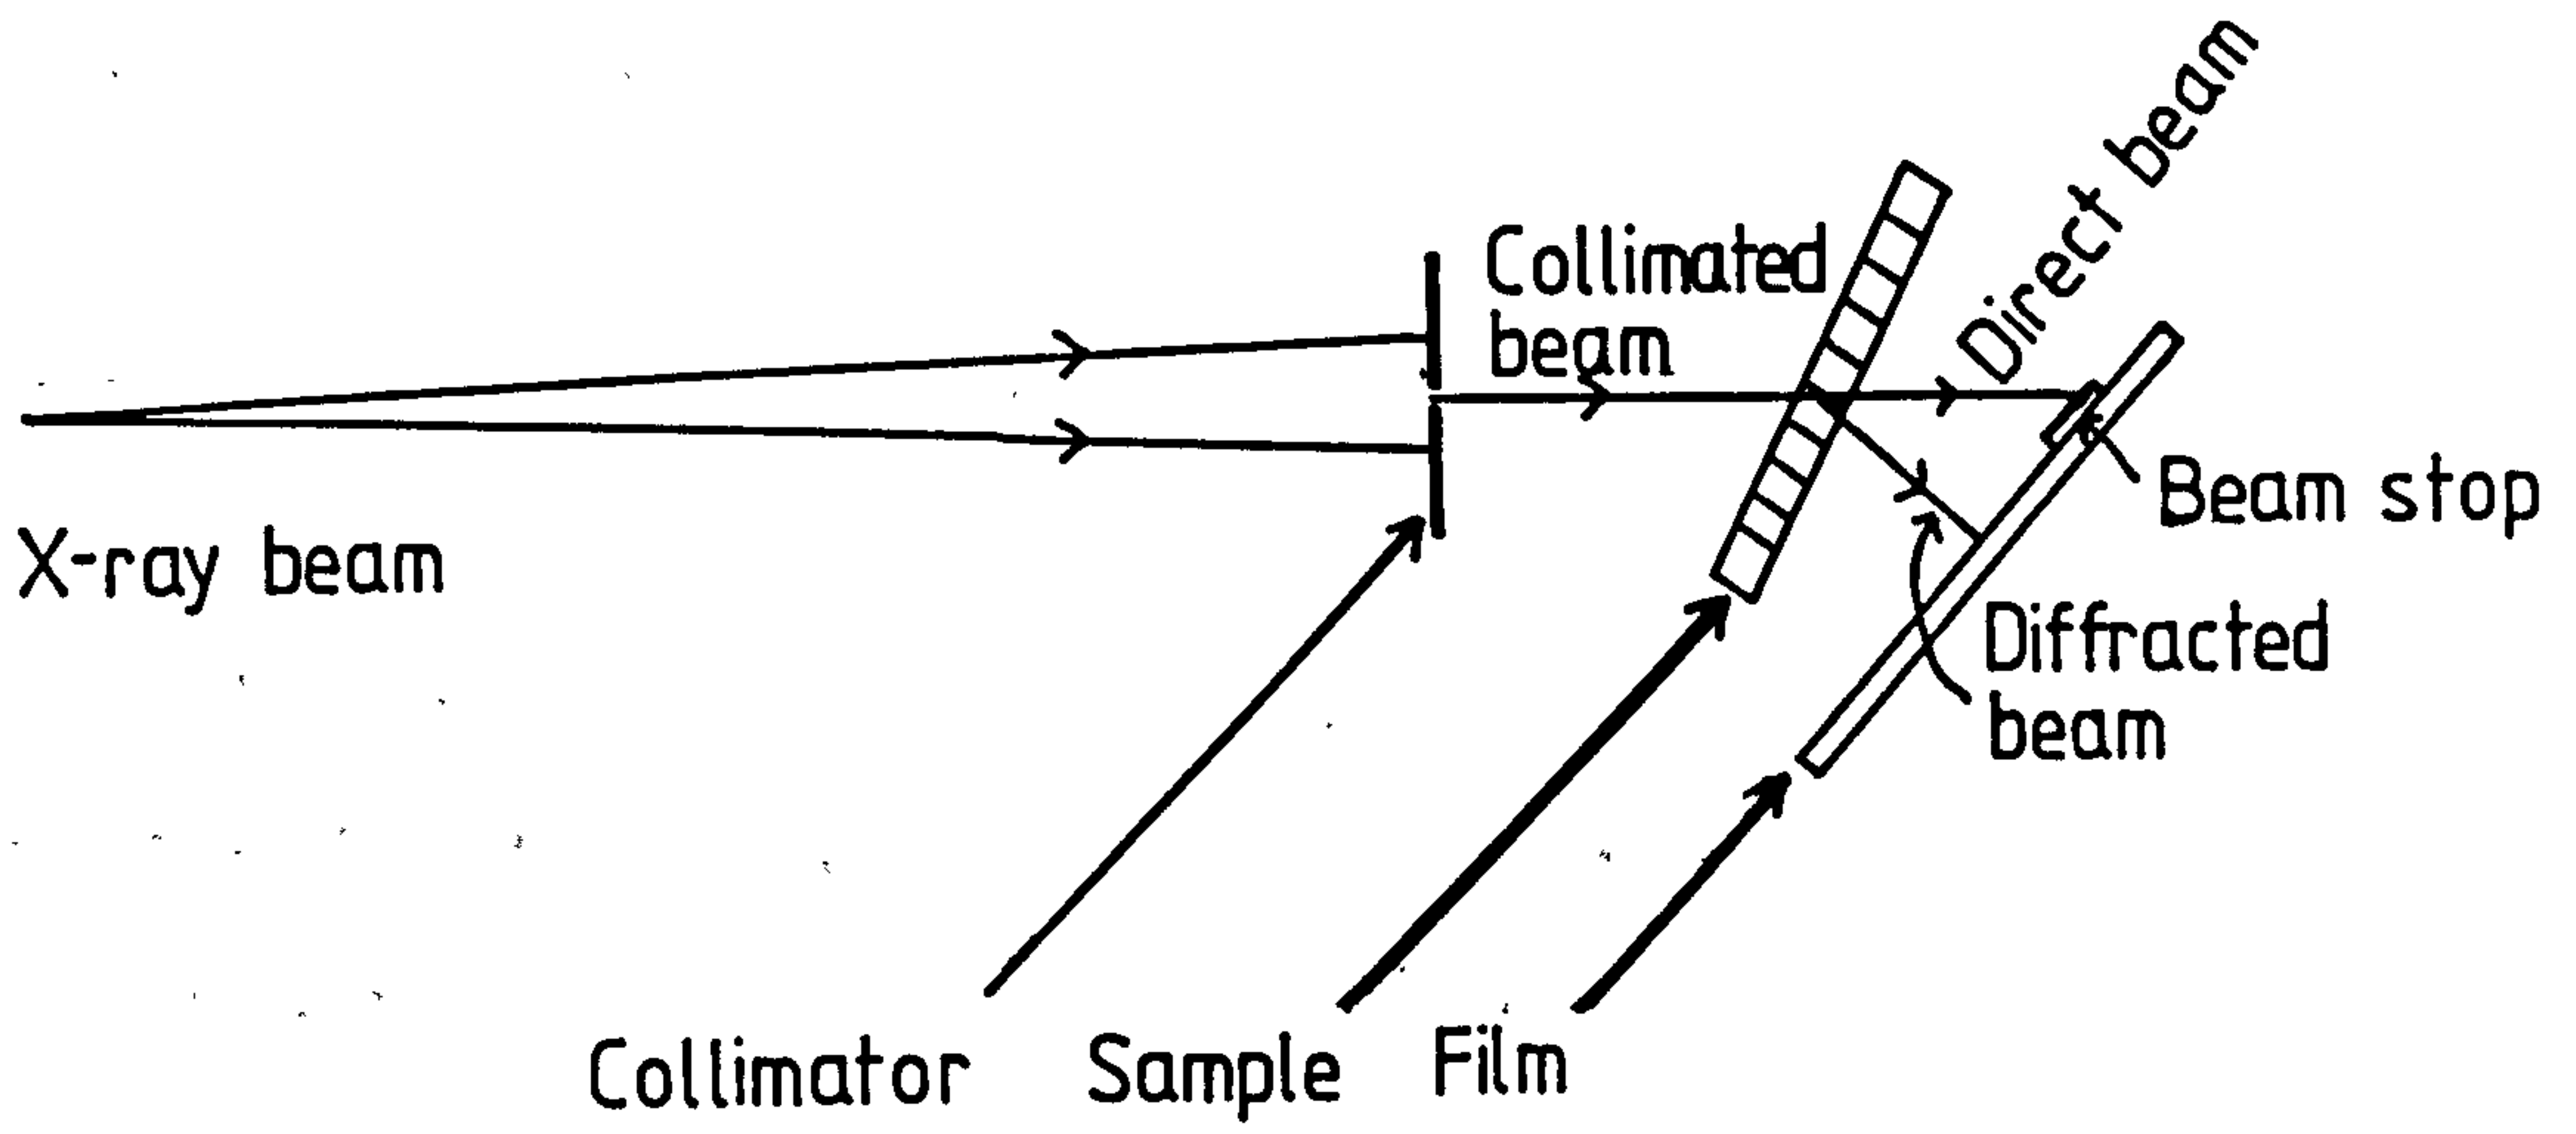 Collimated
beam
Direct beam
Beam stop
X-ray beam
Diffracted
beam
Collimator
Sample
Film